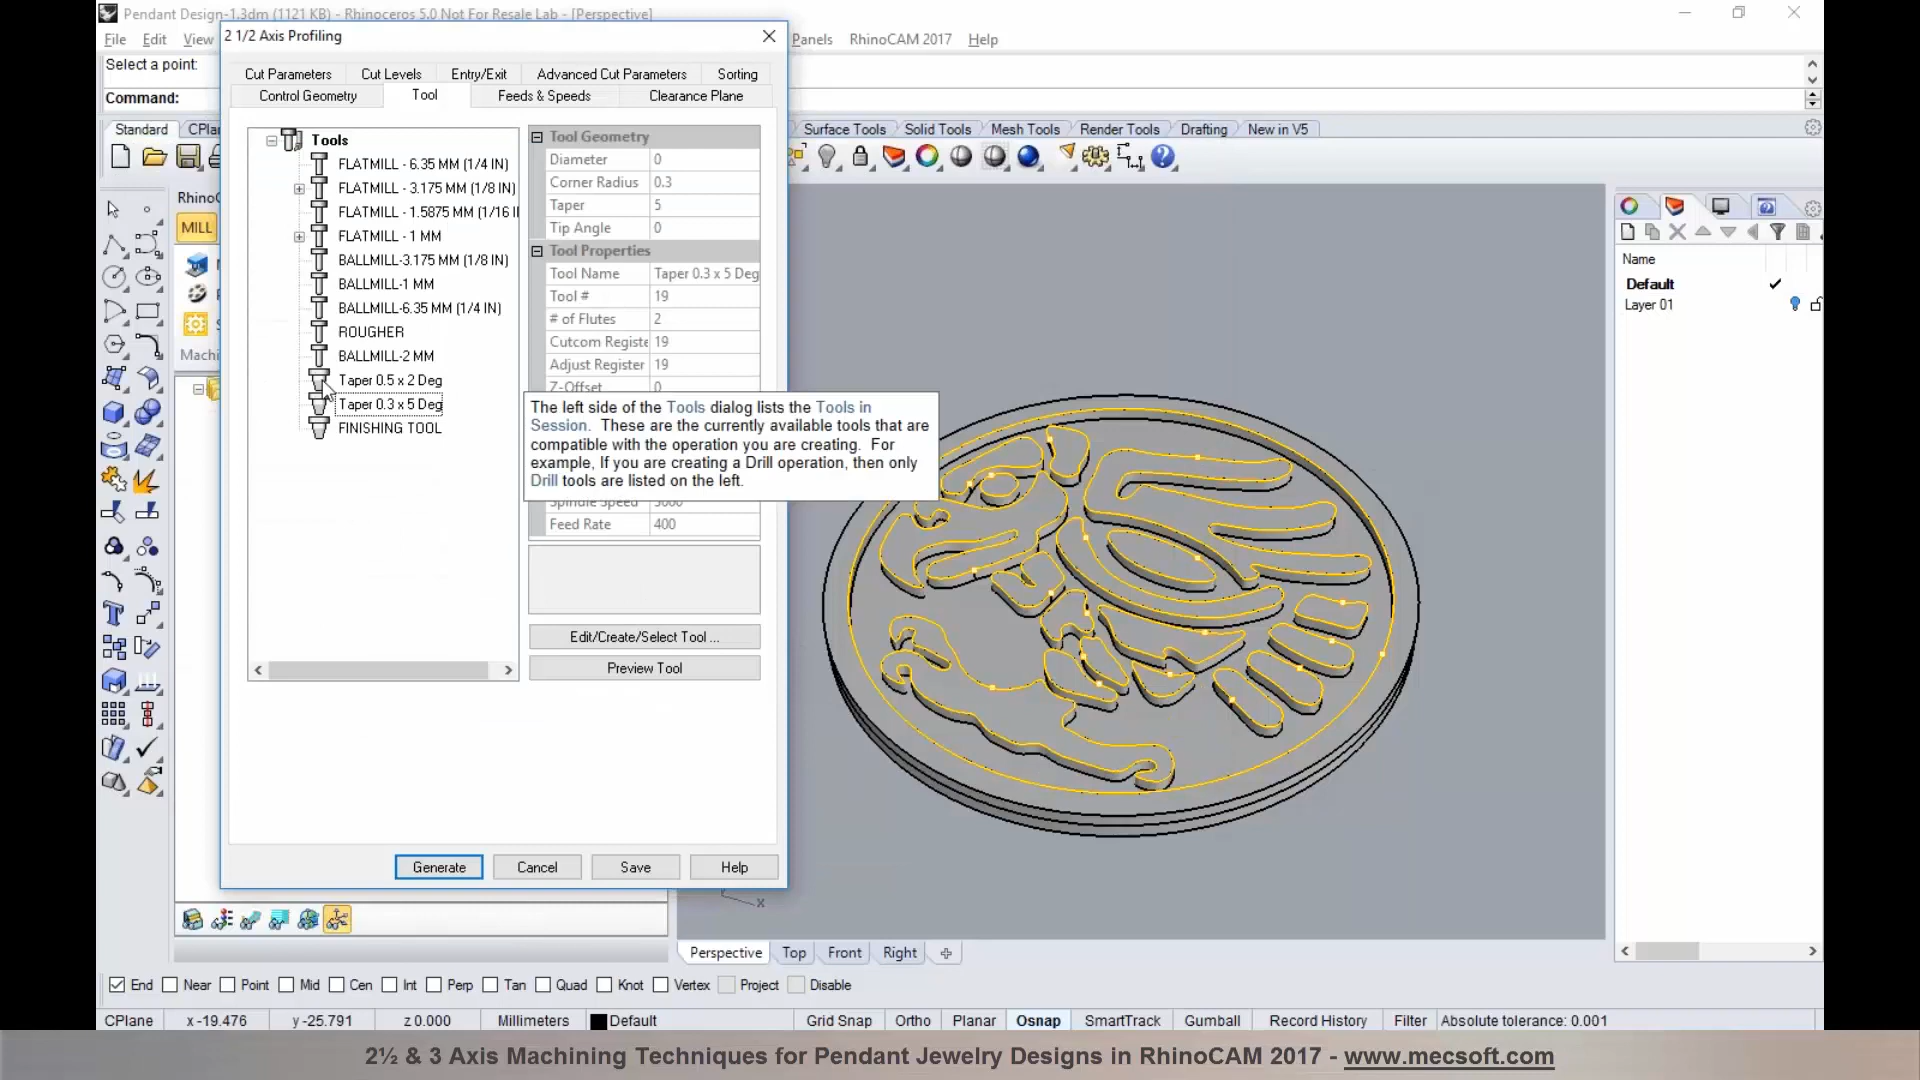 Pendant Design-1.3dm (1121 KB) - Rhinoceros 5.0 Not For Resale Lab - [Perspective]
File Edit View Panels RhinoCAM 2017 Help
Select a point:
Command:
Standard Surface Tools Solid Tools Mesh Tools Render Tools Drafting New in V5
2 1/2 Axis Profiling
Cut Parameters Cut Levels Entry/Exit Advanced Cut Parameters Sorting
Control Geometry Tool Feeds & Speeds Clearance Plane
Tools
FLATMILL - 6.35 MM (1/4 IN)
FLATMILL - 3.175 MM (1/8 IN)
FLATMILL - 1.5875 MM (1/16 I
FLATMILL - 1 MM
BALLMILL-3.175 MM (1/8 IN)
BALLMILL-1 MM
BALLMILL-6.35 MM (1/4 IN)
ROUGHER
BALLMILL-2 MM
Taper 0.5 x 2 Deg
Taper 0.3 x 5 Deg
FINISHING TOOL
Tool Geometry
Diameter 0
Corner Radius 0.3
Taper 5
Tip Angle 0
Tool Properties
Tool Name Taper 0.3 x 5 Deg
Tool # 19
# of Flutes 2
Cutcom Registe 19
Adjust Register 19
Z-Offset 0
The left side of the Tools dialog lists the Tools in
Session. These are the currently available tools that are
compatible with the operation you are creating. For
example, If you are creating a Drill operation, then only
Drill tools are listed on the left.
Spindle Speed 5000
Feed Rate 400
Edit/Create/Select Tool ...
Preview Tool
Generate Cancel Save Help
MILL
Name
Default
Layer 01
x
Perspective Top Front Right
End Near Point Mid Cen Int Perp Tan Quad Knot Vertex Project Disable
CPlane x -19.476 y -25.791 z 0.000 Millimeters Default Grid Snap Ortho Planar Osnap SmartTrack Gumball Record History Filter Absolute tolerance: 0.001
2½ & 3 Axis Machining Techniques for Pendant Jewelry Designs in RhinoCAM 2017 - www.mecsoft.com